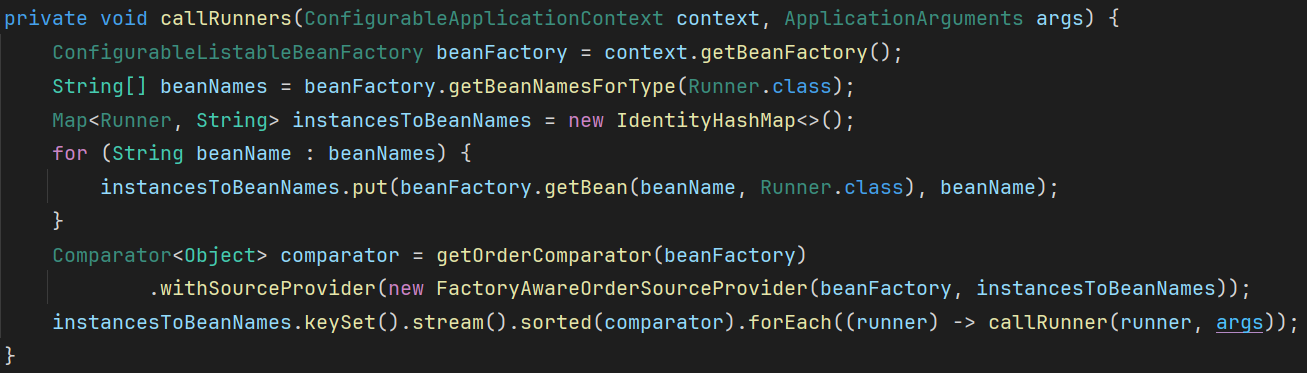 private void callRunners(ConfigurableApplicationContext context, ApplicationArguments args) {
    ConfigurableListableBeanFactory beanFactory = context.getBeanFactory();
    String[] beanNames = beanFactory.getBeanNamesForType(Runner.class);
    Map<Runner, String> instancesToBeanNames = new IdentityHashMap<>();
    for (String beanName : beanNames) {
        instancesToBeanNames.put(beanFactory.getBean(beanName, Runner.class), beanName);
    }
    Comparator<Object> comparator = getOrderComparator(beanFactory)
            .withSourceProvider(new FactoryAwareOrderSourceProvider(beanFactory, instancesToBeanNames));
    instancesToBeanNames.keySet().stream().sorted(comparator).forEach((runner) -> callRunner(runner, args));
}